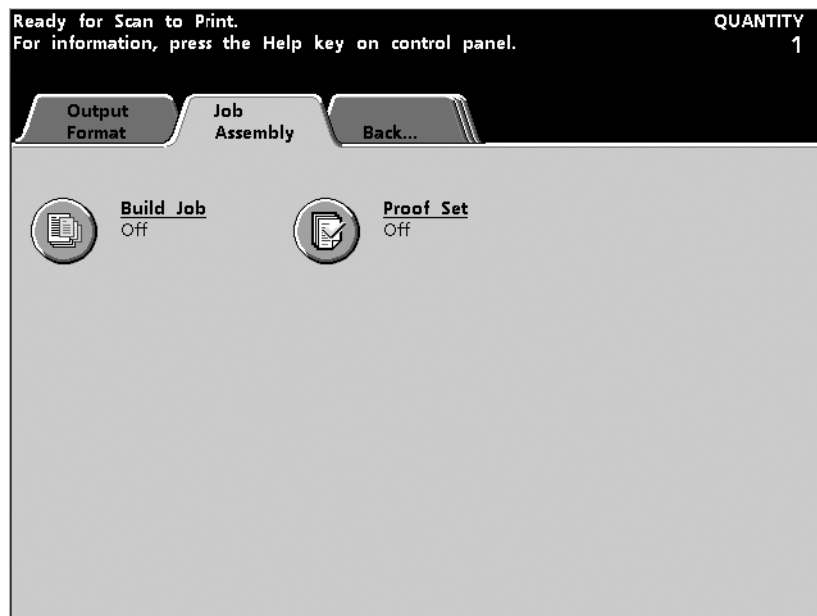 Ready for Scan to Print.
For information, press the Help key on control panel.
QUANTITY
1
Output
Format
Job
Assembly
Back...
Build Job
Off
Proof Set
Off